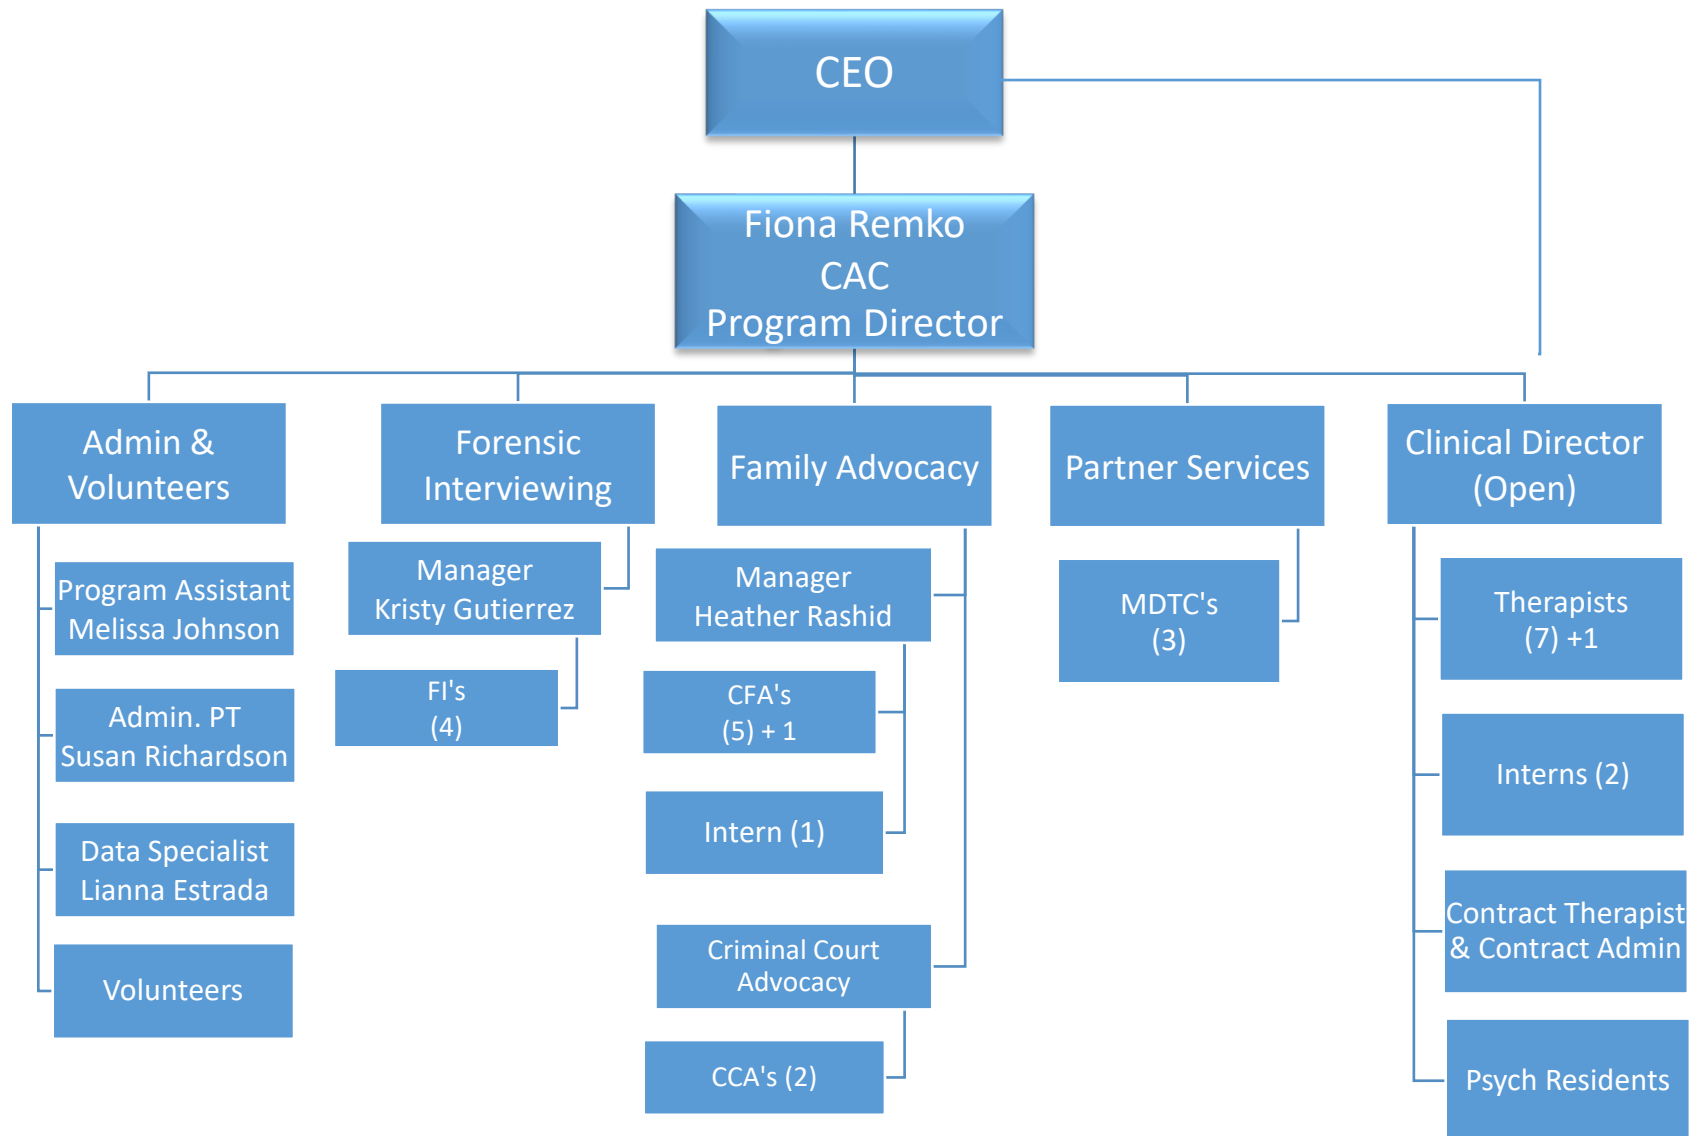 CEO
Fiona Remko
CAC
Program Director
Admin &
Volunteers
Program Assistant
Melissa Johnson
Admin. PT
Susan Richardson
Data Specialist
Lianna Estrada
Volunteers
Forensic
Interviewing
Manager
Kristy Gutierrez
FI's
(4)
Family Advocacy
Manager
Heather Rashid
CFA's
(5) + 1
Intern (1)
Criminal Court
Advocacy
CCA's (2)
Partner Services
MDTC's
(3)
Clinical Director
(Open)
Therapists
(7) +1
Interns (2)
Contract Therapist
& Contract Admin
Psych Residents